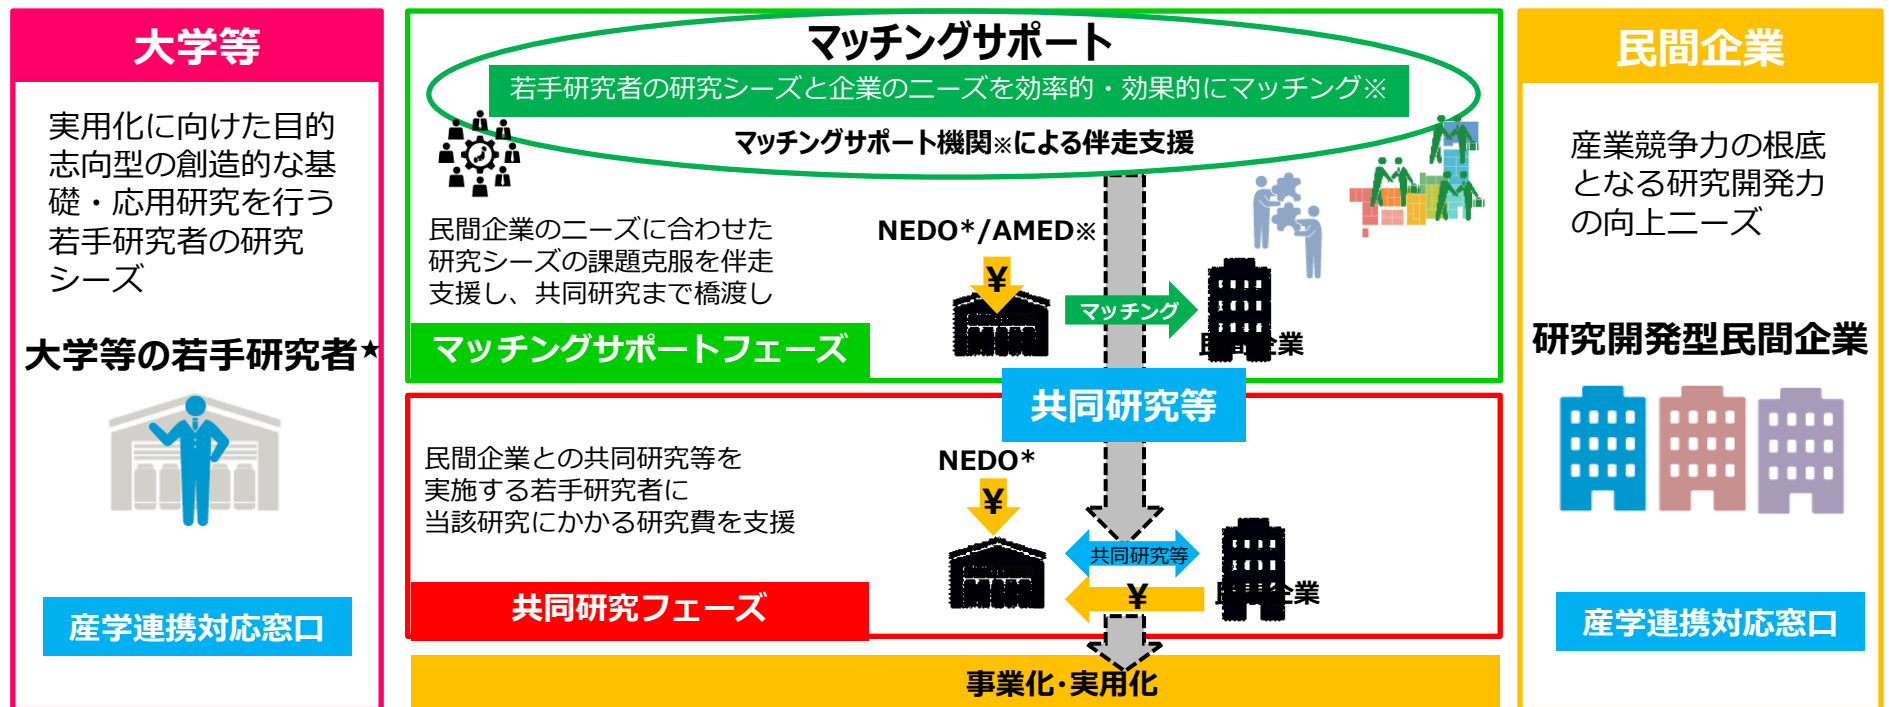 大学等
実用化に向けた目的
志向型の創造的な基
礎・応用研究を行う
若手研究者の研究
シーズ
大学等の若手研究者★
産学連携対応窓口
マッチングサポート
若手研究者の研究シーズと企業のニーズを効率的・効果的にマッチング※
マッチングサポート機関※による伴走支援
民間企業のニーズに合わせた
研究シーズの課題克服を伴走
支援し、共同研究まで橋渡し
NEDO*/AMED※
¥
マッチング
民間企業
マッチングサポートフェーズ
共同研究等
民間企業との共同研究等を
実施する若手研究者に
当該研究にかかる研究費を支援
NEDO*
¥
共同研究等
¥
民間企業
共同研究フェーズ
事業化・実用化
民間企業
産業競争力の根底
となる研究開発力
の向上ニーズ
研究開発型民間企業
産学連携対応窓口